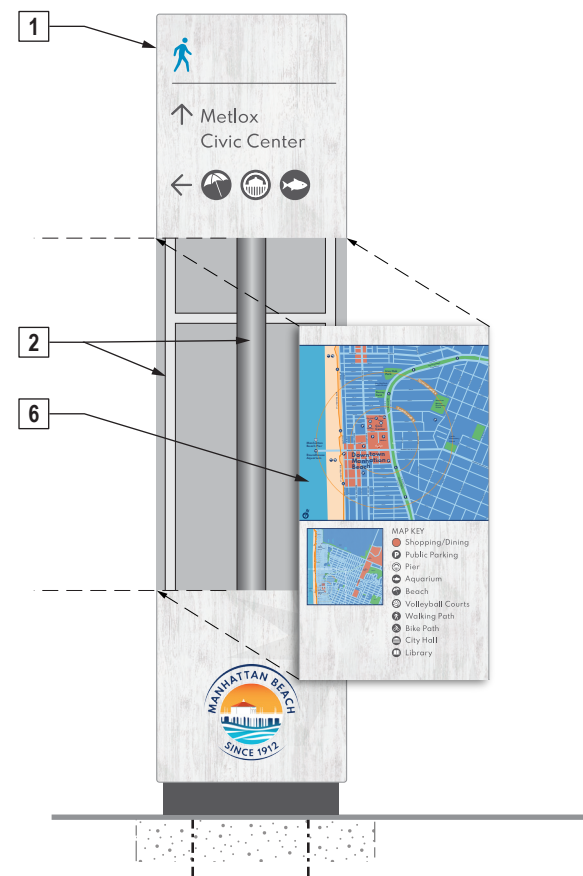 1
Metlox
Civic Center
2
6
Downtown
Manhattan
Beach
MAP KEY
Shopping/Dining
P Public Parking
Pier
Aquarium
Beach
Volleyball Courts
Walking Path
Bike Path
City Hall
Library
MANHATTAN BEACH
SINCE 1912